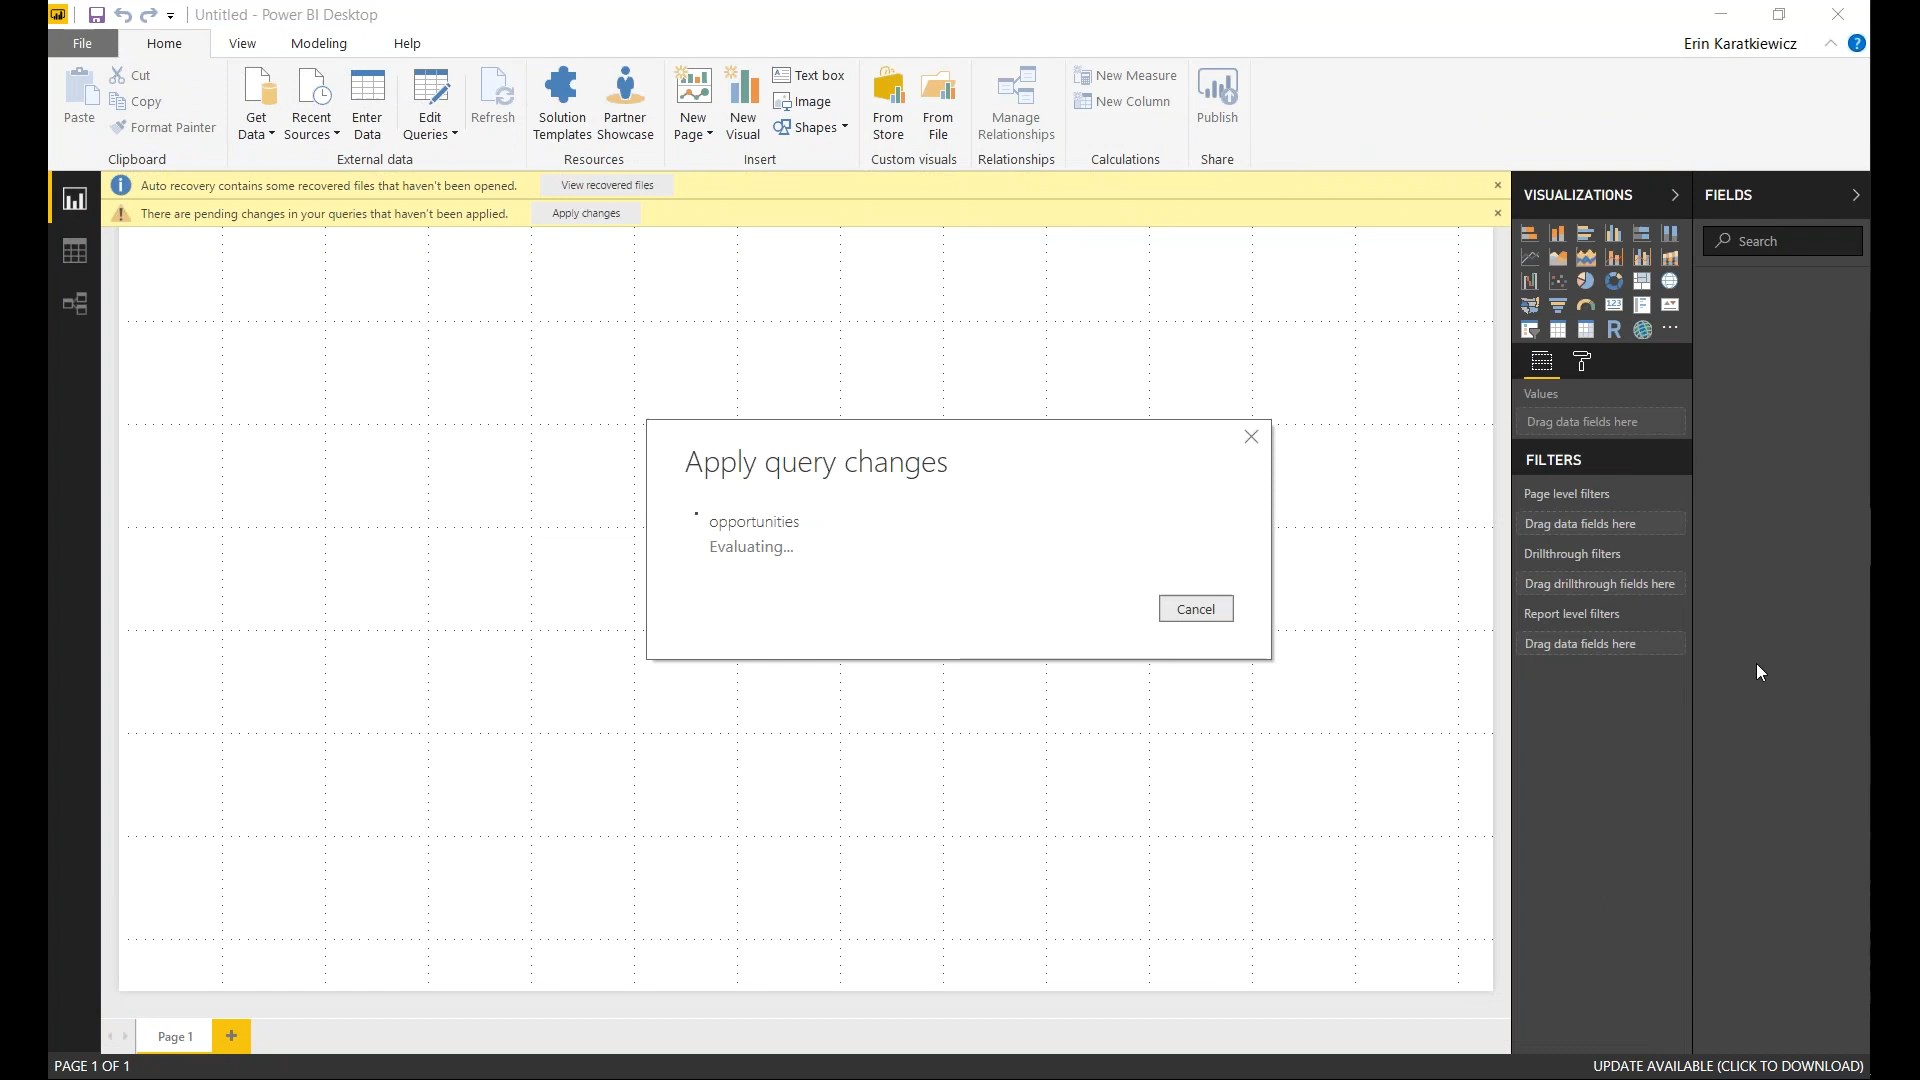 Untitled - Power BI Desktop
File Home View Modeling Help Erin Karatkiewicz ?
Paste
Cut
Copy
Format Painter
Clipboard
Get Data
Recent Sources
Enter Data
Edit Queries
Refresh
External data
Solution Templates
Partner Showcase
Resources
New Page
New Visual
Text box
Image
Shapes
Insert
From Store
From File
Custom visuals
Manage Relationships
Relationships
New Measure
New Column
Calculations
Publish
Share
Auto recovery contains some recovered files that haven't been opened. View recovered files
There are pending changes in your queries that haven't been applied. Apply changes
Apply query changes
opportunities
Evaluating...
Cancel
VISUALIZATIONS
123
R
Values
Drag data fields here
FILTERS
Page level filters
Drag data fields here
Drillthrough filters
Drag drillthrough fields here
Report level filters
Drag data fields here
FIELDS
Search
Page 1 +
PAGE 1 OF 1 UPDATE AVAILABLE (CLICK TO DOWNLOAD)